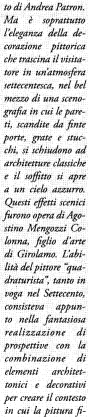 to di Andrea Patron.
Ma è soprattutto
l'eleganza della de-
corazione pittorica
che trascina il visita-
tore in un'atmosfera
settecentesca, nel bel
mezzo di una sceno-
grafia in cui le pare-
ti, scandite da finte
porte, grate e stuc-
chi, si schiudono ad
architetture classiche
e il soffitto si apre
a un cielo azzurro.
Questi effetti scenici
furono opera di Ago-
stino Mengozzi Co-
lonna, figlio d'arte
di Girolamo. L'abi-
lità del pittore "qua-
draturista", tanto in
voga nel Settecento,
consisteva appun-
to nella fantasiosa
realizzazione di
prospettive con la
combinazione di
elementi architet-
tonici e decorativi
per creare il contesto
in cui la pittura fi-